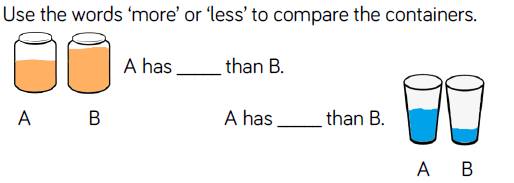 Use the words ‘more’ or ‘less’ to compare the containers.
A has _____ than B.
A B
A has _____ than B.
A B